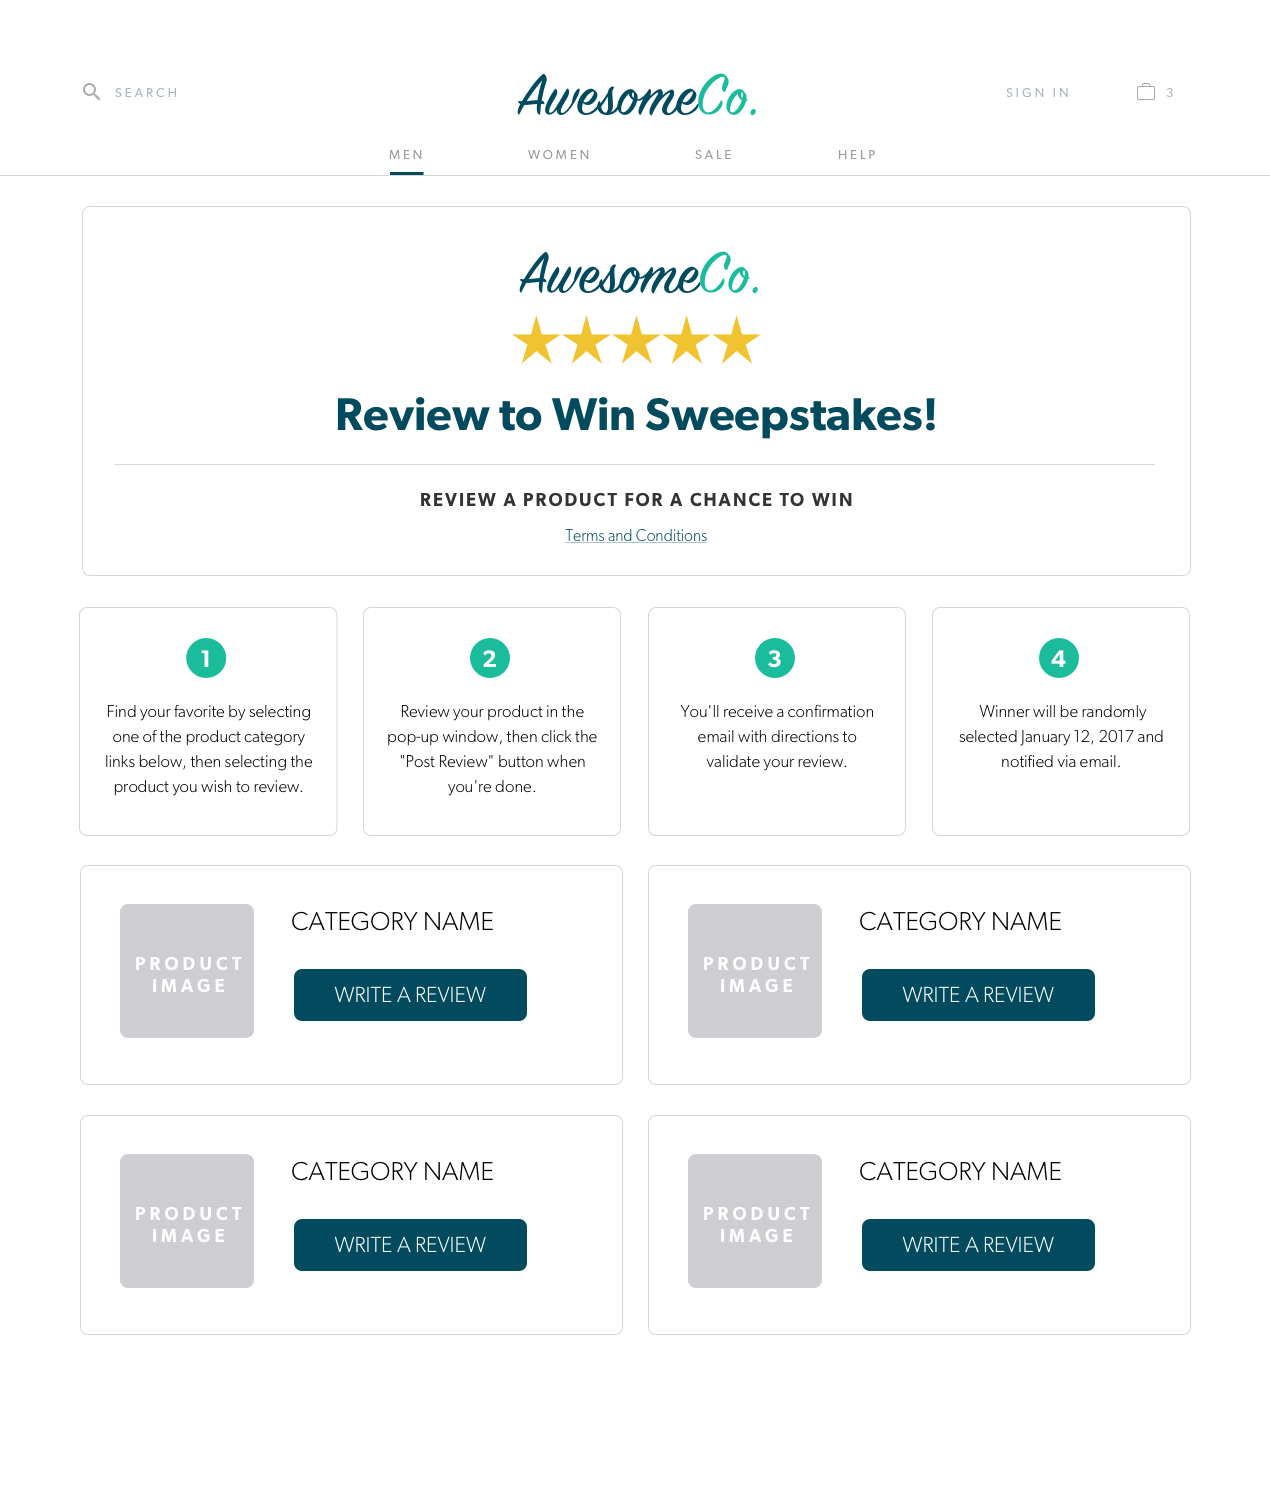 SEARCH
AwesomeCo.
SIGN IN
3
MEN
WOMEN
SALE
HELP
AwesomeCo.
Review to Win Sweepstakes!
REVIEW A PRODUCT FOR A CHANCE TO WIN
Terms and Conditions
1
Find your favorite by selecting
one of the product category
links below, then selecting the
product you wish to review.
2
Review your product in the
pop-up window, then click the
"Post Review" button when
you're done.
3
You'll receive a confirmation
email with directions to
validate your review.
4
Winner will be randomly
selected January 12, 2017 and
notified via email.
PRODUCT
IMAGE
CATEGORY NAME
WRITE A REVIEW
PRODUCT
IMAGE
CATEGORY NAME
WRITE A REVIEW
PRODUCT
IMAGE
CATEGORY NAME
WRITE A REVIEW
PRODUCT
IMAGE
CATEGORY NAME
WRITE A REVIEW